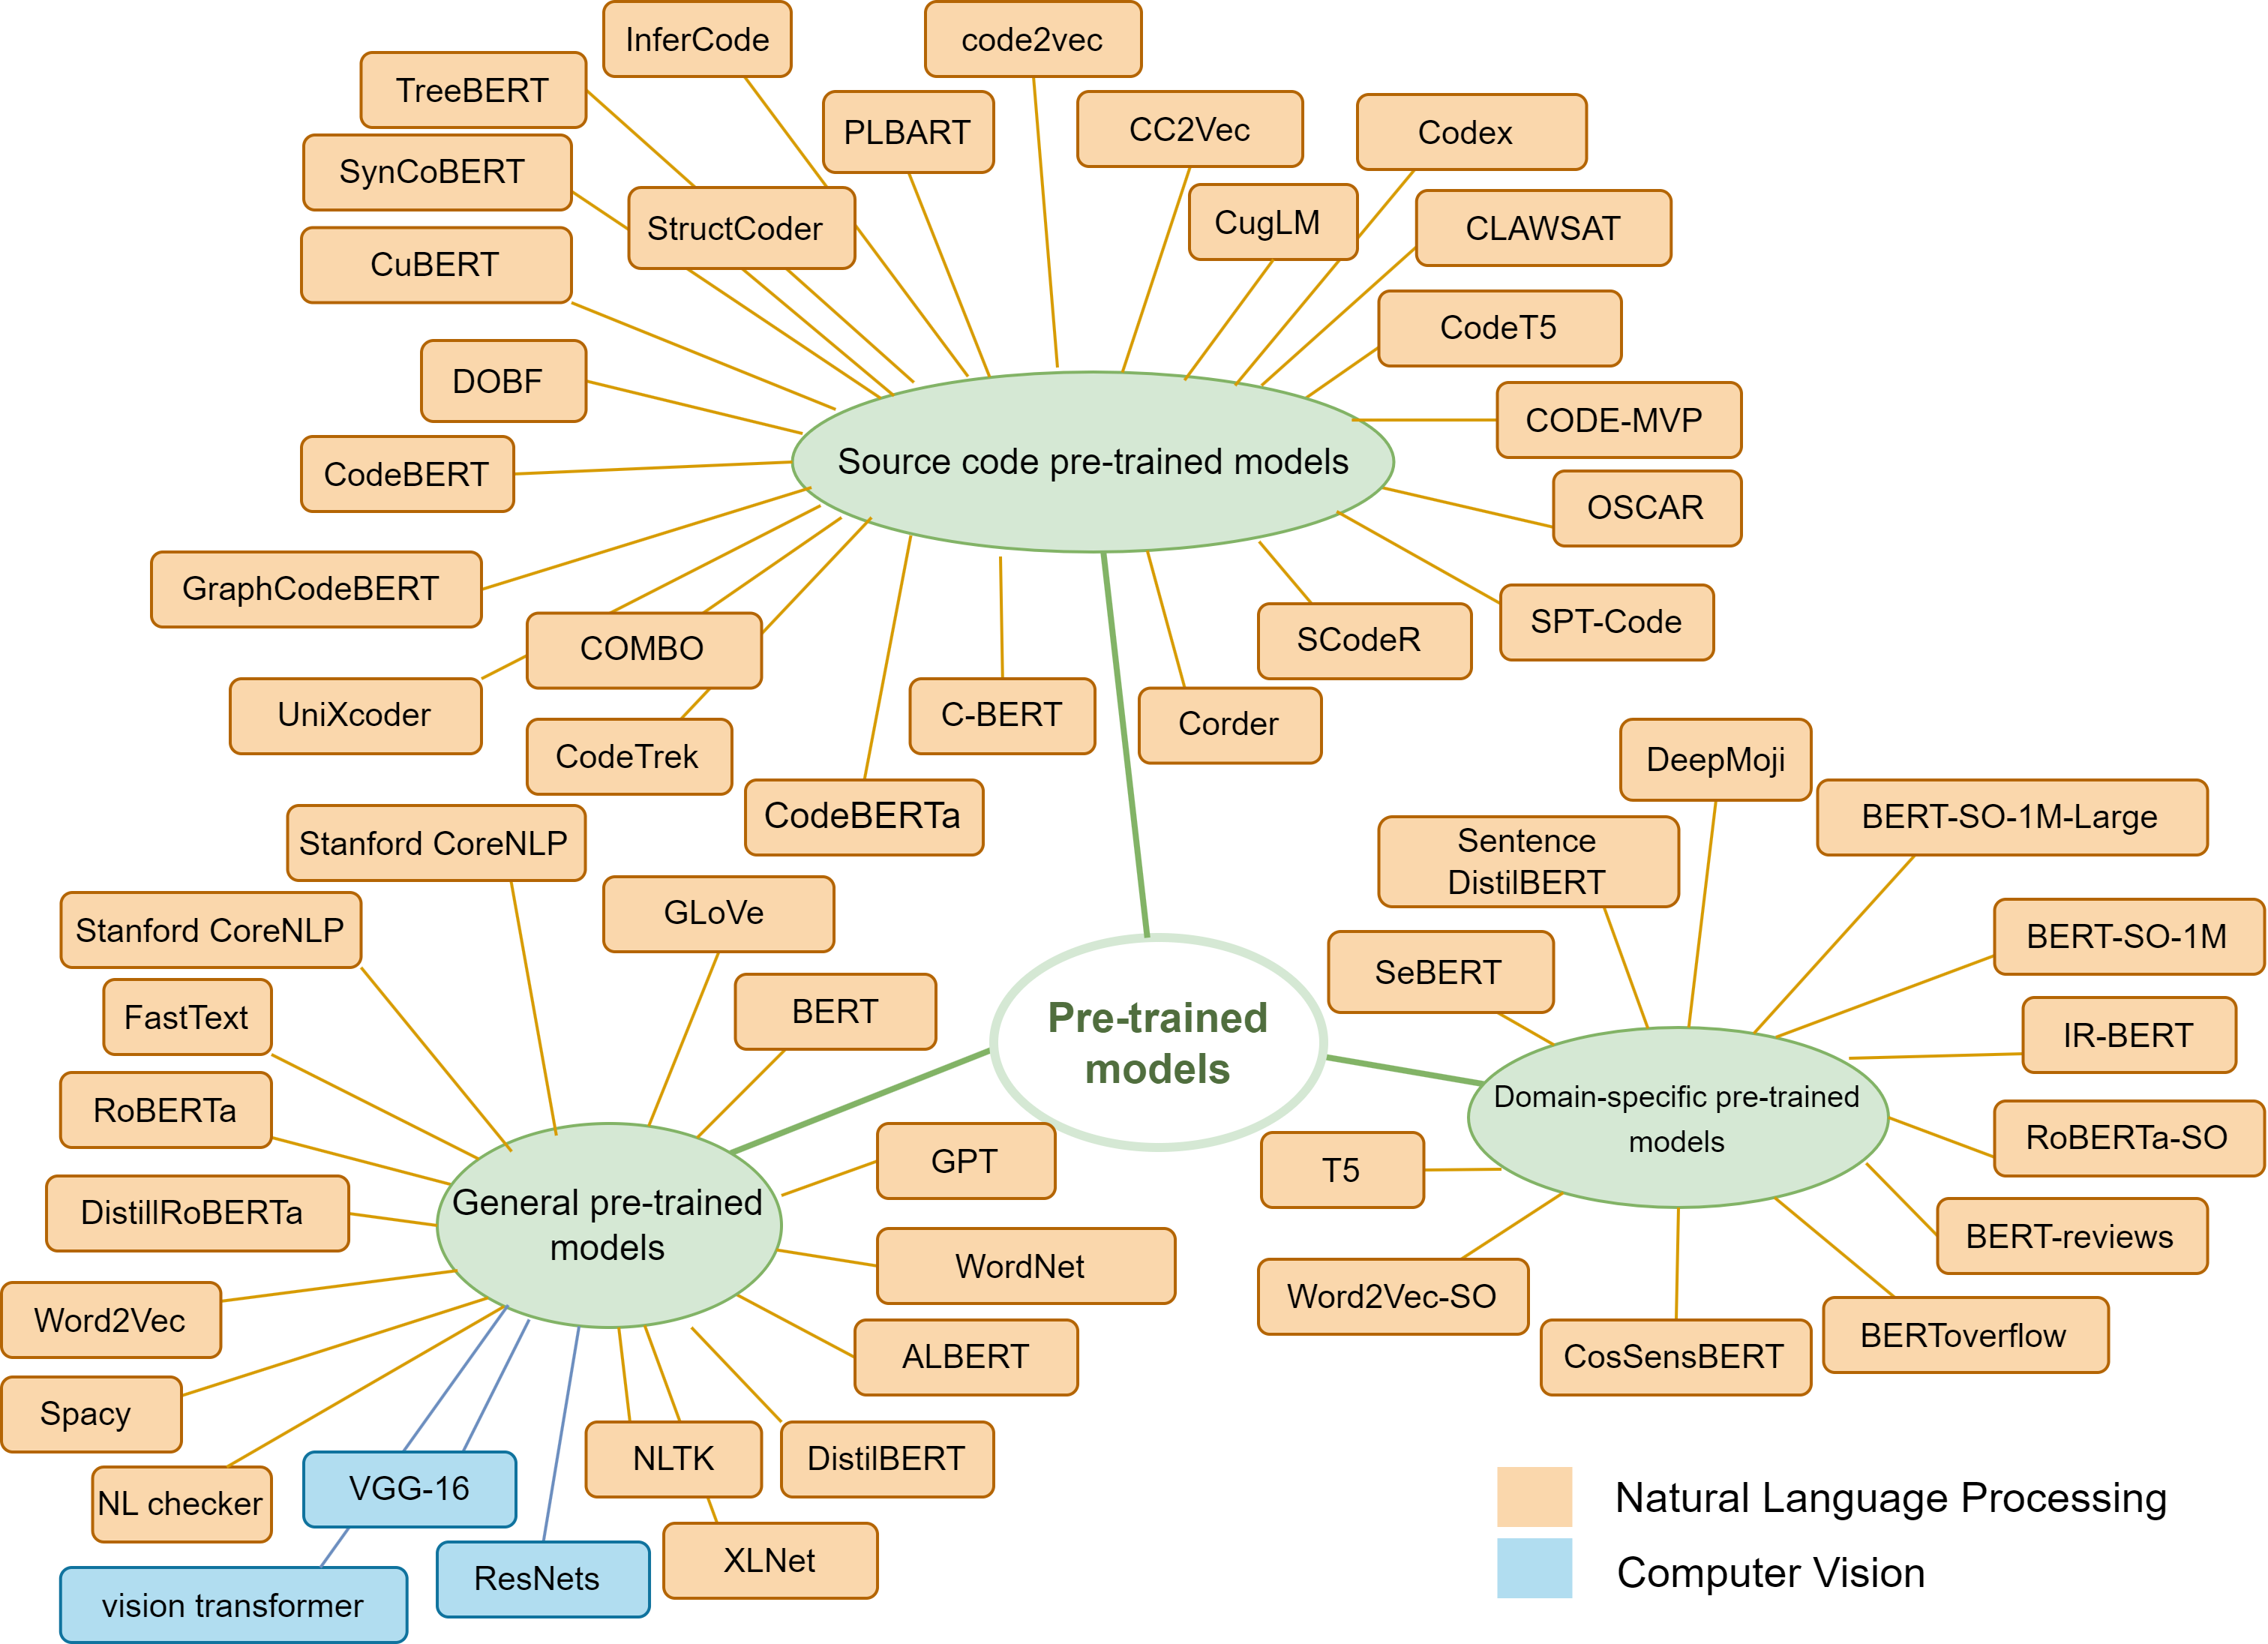 InferCode
code2vec
TreeBERT
PLBART
CC2Vec
Codex
SynCoBERT
StructCoder
CugLM
CLAWSAT
CuBERT
CodeT5
DOBF
CODE-MVP
CodeBERT
Source code pre-trained models
OSCAR
GraphCodeBERT
COMBO
SCodeR
SPT-Code
UniXcoder
CodeTrek
C-BERT
Corder
CodeBERTa
DeepMoji
BERT-SO-1M-Large
Stanford CoreNLP
Sentence
DistilBERT
Stanford CoreNLP
GLoVe
SeBERT
BERT-SO-1M
FastText
BERT
Pre-trained
models
IR-BERT
RoBERTa
GPT
Domain-specific pre-trained
models
RoBERTa-SO
T5
DistillRoBERTa
General pre-trained
models
WordNet
BERT-reviews
Word2Vec
ALBERT
Word2Vec-SO
CosSensBERT
BERToverflow
Spacy
NL checker
VGG-16
NLTK
DistilBERT
vision transformer
ResNets
XLNet
Natural Language Processing
Computer Vision